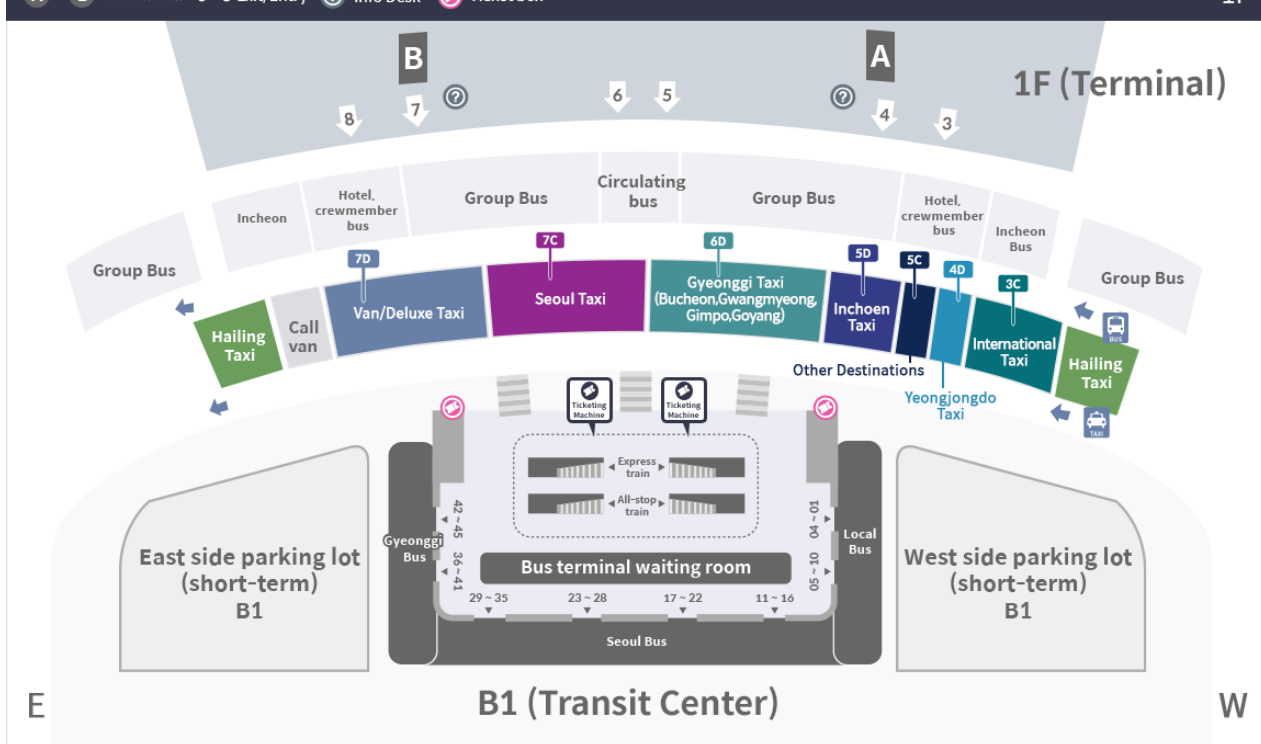 Info Desk
1F (Terminal)
B
A
8
7
?
6
5
?
4
3
Group Bus
Incheon
Hotel,
crewmember
bus
Group Bus
Circulating
bus
Group Bus
Hotel,
crewmember
bus
Incheon
Bus
Group Bus
7D
7C
6D
5D
5C
4D
3C
Hailing
Taxi
Call
van
Van/Deluxe Taxi
Seoul Taxi
Gyeonggi Taxi
(Bucheon,Gwangmyeong,
Gimpo,Goyang)
Inchoen
Taxi
Other Destinations
Yeongjongdo
Taxi
International
Taxi
Hailing
Taxi
BUS
TAXI
Ticketing
Machine
Ticketing
Machine
Express
train
All-stop
train
42 ~ 45
36 ~ 41
Gyeonggi
Bus
04 ~ 01
05 ~ 10
Local
Bus
Bus terminal waiting room
29 ~ 35
23 ~ 28
17 ~ 22
11 ~ 16
Seoul Bus
East side parking lot
(short-term)
B1
West side parking lot
(short-term)
B1
E
B1 (Transit Center)
W